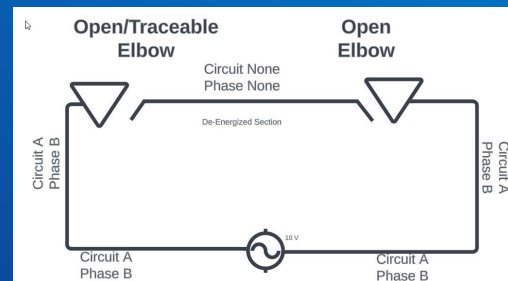 Open/Traceable
Elbow
Open
Elbow
Circuit None
Phase None
De-Energized Section
Circuit A
Phase B
Circuit A
Phase B
10 V
Circuit A
Phase B
Circuit A
Phase B